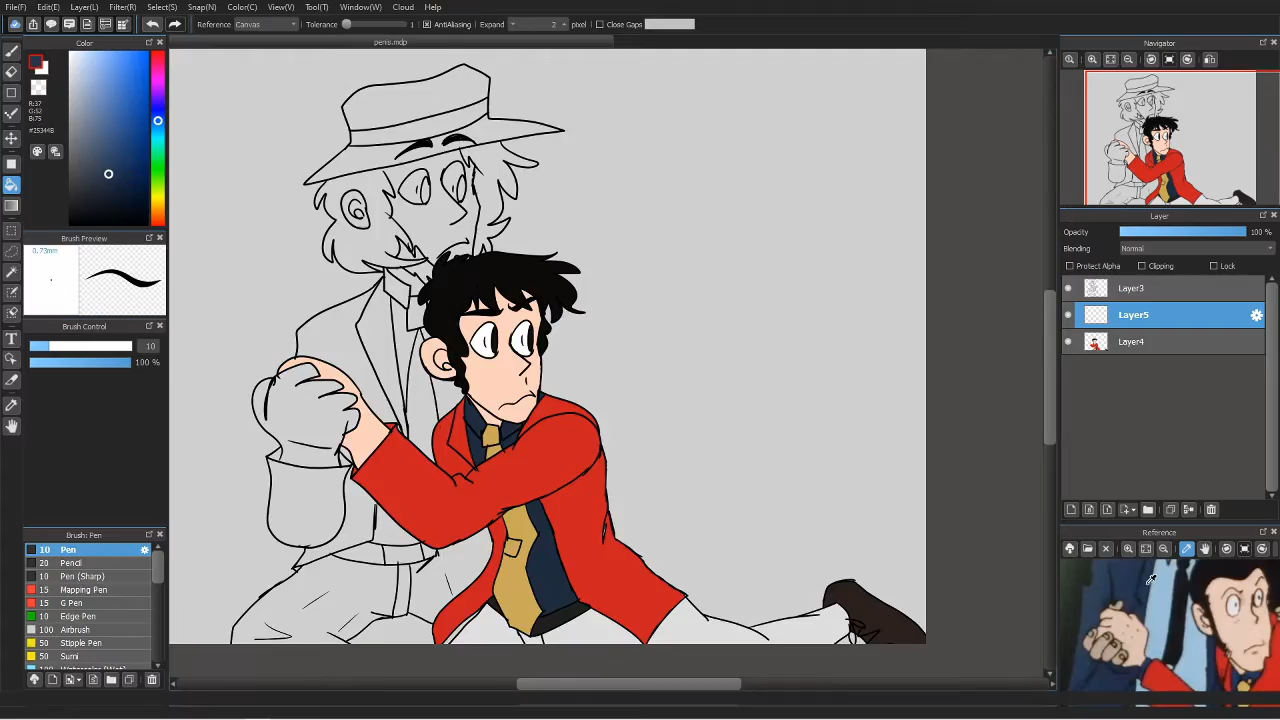 File(F) Edit(E) Layer(L) Filter(R) Select(S) Snap(N) Color(C) View(V) Tool(T) Window(W) Cloud Help
Reference Canvas Tolerance 1 AntiAliasing Expand 2 pixel Close Gaps
Color
penis.mdp
Navigator
R:37
G:52
B:75
#25344B
Brush Preview
0.73mm
Brush Control
10
100 %
Layer
Opacity 100 %
Blending Normal
Protect Alpha Clipping Lock
Layer3
Layer5
Layer4
Brush: Pen
10 Pen
20 Pencil
10 Pen (Sharp)
15 Mapping Pen
15 G Pen
10 Edge Pen
100 Airbrush
50 Stipple Pen
50 Sumi
Reference